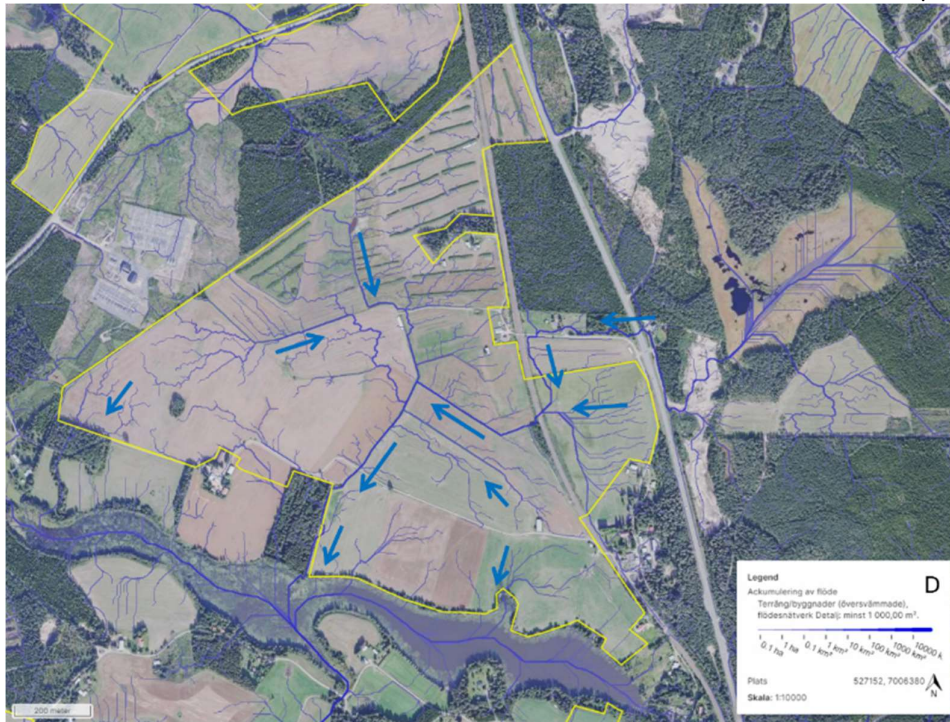 Legend
D
Ackumulering av flöde
Terräng/byggnader (översvämmade),
flödesnätverk Detalj: minst 1 000,00 m².
0.1 ha 1 ha 0.1 km² 1 km² 10 km² 100 km² 1000 km² 10000 k
Plats 527152, 7006380
Skala: 1:10000
N
200 meter